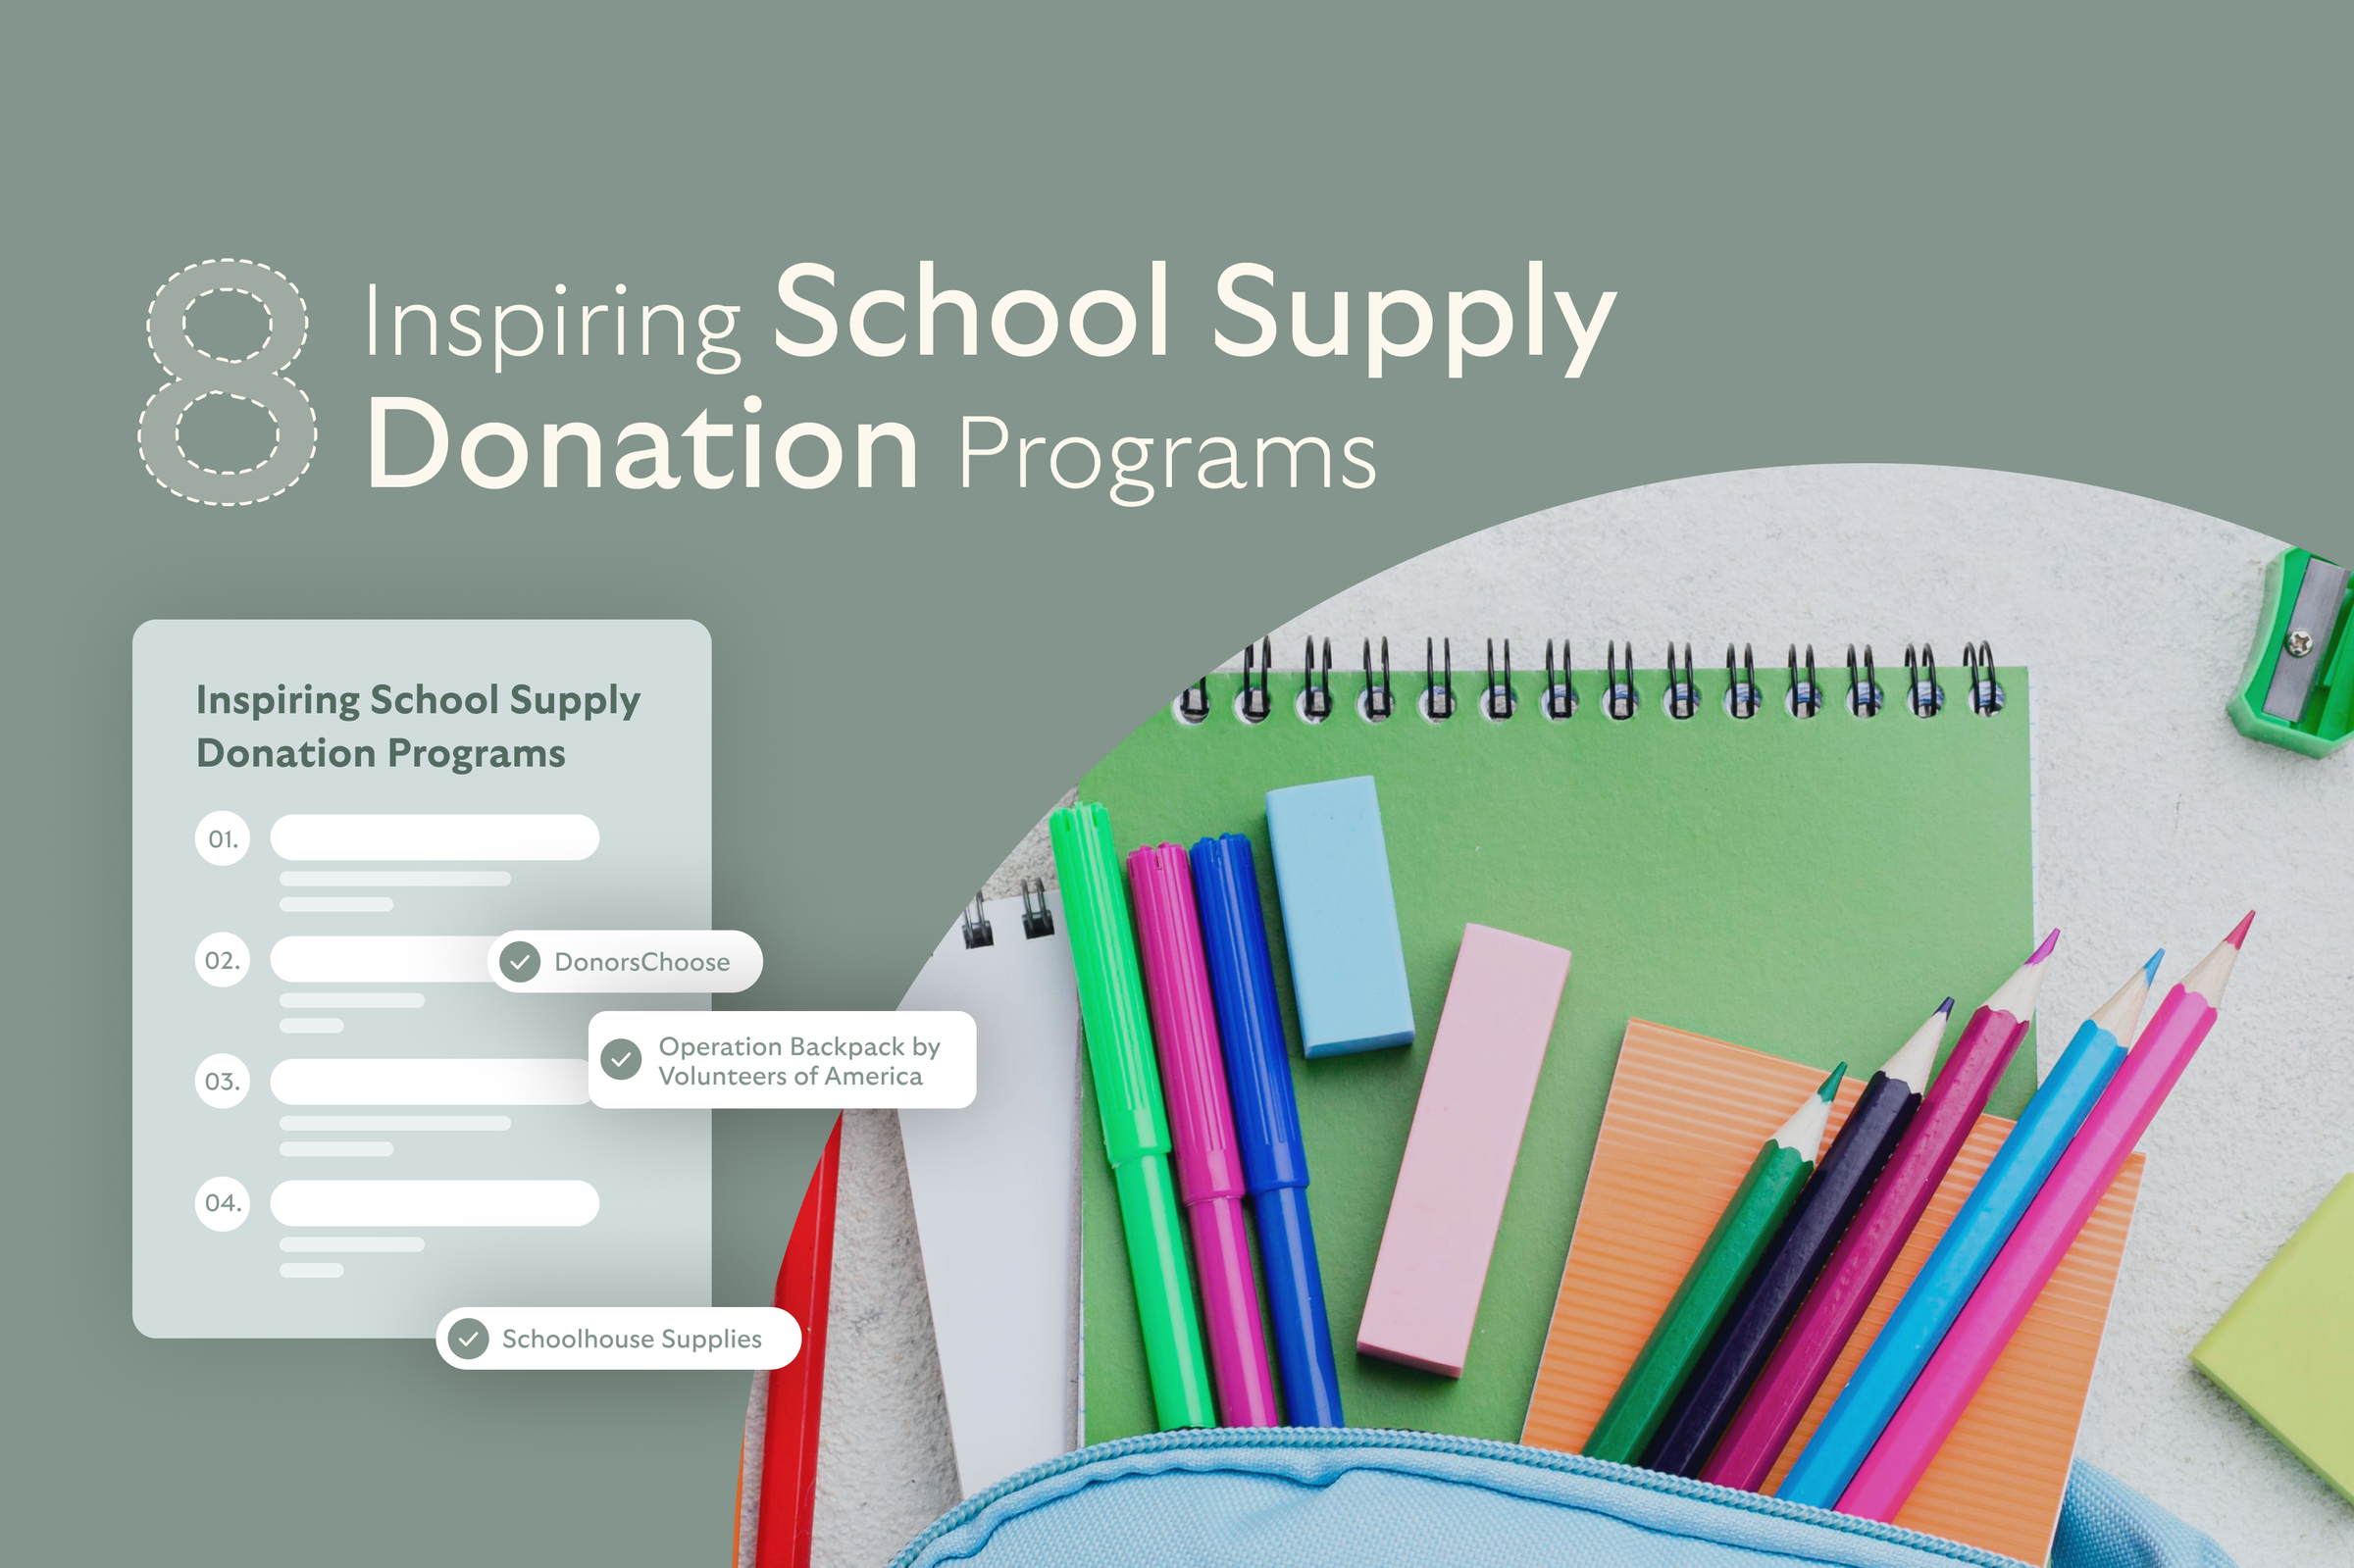 8 Inspiring School Supply
Donation Programs
Inspiring School Supply
Donation Programs
01.
02.
DonorsChoose
03.
Operation Backpack by
Volunteers of America
04.
Schoolhouse Supplies